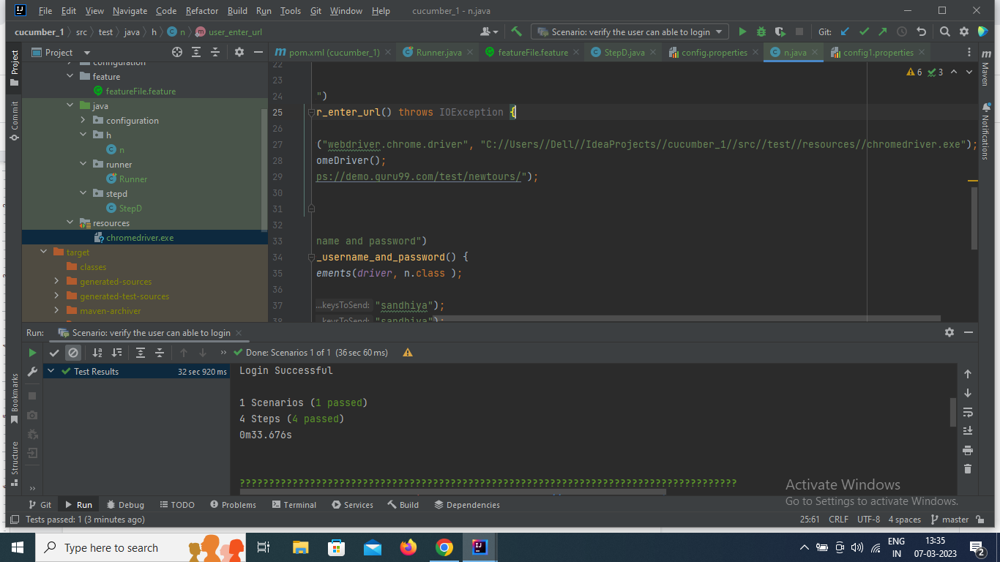 File Edit View Navigate Code Refactor Build Run Tools Git Window Help cucumber_1 - n.java
cucumber_1 src test java h n user_enter_url Scenario: verify the user can able to login Git:
Project pom.xml (cucumber_1) Runner.java featureFile.feature StepD.java config.properties n.java config1.properties
configuration
feature
featureFile.feature
java
configuration
h
n
runner
Runner
stepd
StepD
resources
chromedriver.exe
target
classes
generated-sources
generated-test-sources
maven-archiver
Project
Commit
Bookmarks
Structure
Maven
Notifications
6 3
22
23
24 ")
25 r_enter_url() throws IOException {
26
27 ("webdriver.chrome.driver", "C://Users//Dell//IdeaProjects//cucumber_1//src//test//resources//chromedriver.exe");
28 omeDriver();
29 ps://demo.guru99.com/test/newtours/");
30
31
32
33 name and password")
34 _username_and_password() {
35 ements(driver, n.class );
36
37 ...keysToSend: "sandhiya");
38 ...keysToSend: "sandhiya");
Run: Scenario: verify the user can able to login
Done: Scenarios 1 of 1 (36 sec 60 ms)
Test Results 32 sec 920 ms
Login Successful
1 Scenarios (1 passed)
4 Steps (4 passed)
0m33.676s
?????????????????????????????????????????????????????????????????????????????????????
Activate Windows
Go to Settings to activate Windows.
Git Run Debug TODO Problems Terminal Services Build Dependencies
Tests passed: 1 (3 minutes ago) 25:61 CRLF UTF-8 4 spaces master
Type here to search
ENG
IN
13:35
07-03-2023
2